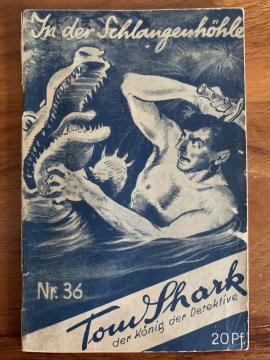 In der Schlangenhöhle
Nr. 36
Tom Shark
der König der Detektive
20 Pf.